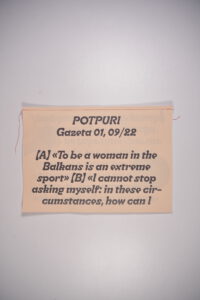 POTPURI
Gazeta 01, 09/22
[A] «To be a woman in the
Balkans is an extreme
sport» [B] «I cannot stop
asking myself: in these cir-
cumstances, how can I